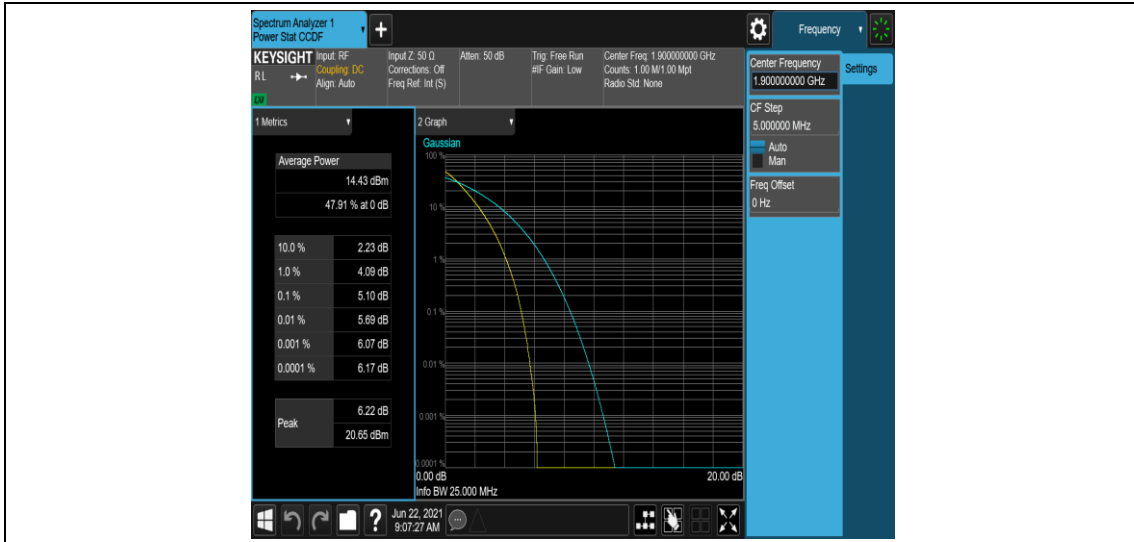 Spectrum Analyzer 1
Power Stat CCDF
+
Frequency
KEYSIGHT
RL
Input: RF
Coupling: DC
Align: Auto
Input Z: 50 Ω
Corrections: Off
Freq Ref: Int (S)
Atten: 50 dB
Trig: Free Run
#IF Gain: Low
Center Freq: 1.900000000 GHz
Counts: 1.00 M/1.00 Mpt
Radio Std: None
Center Frequency
1.900000000 GHz
Settings
CF Step
5.000000 MHz
Auto
Man
Freq Offset
0 Hz
1 Metrics
Average Power
14.43 dBm
47.91 % at 0 dB
10.0 % 2.23 dB
1.0 % 4.09 dB
0.1 % 5.10 dB
0.01 % 5.69 dB
0.001 % 6.07 dB
0.0001 % 6.17 dB
Peak
6.22 dB
20.65 dBm
2 Graph
Gaussian
100 %
10 %
1 %
0.1 %
0.01 %
0.001 %
0.0001 %
0.00 dB 20.00 dB
Info BW 25.000 MHz
?
Jun 22, 2021
9:07:27 AM